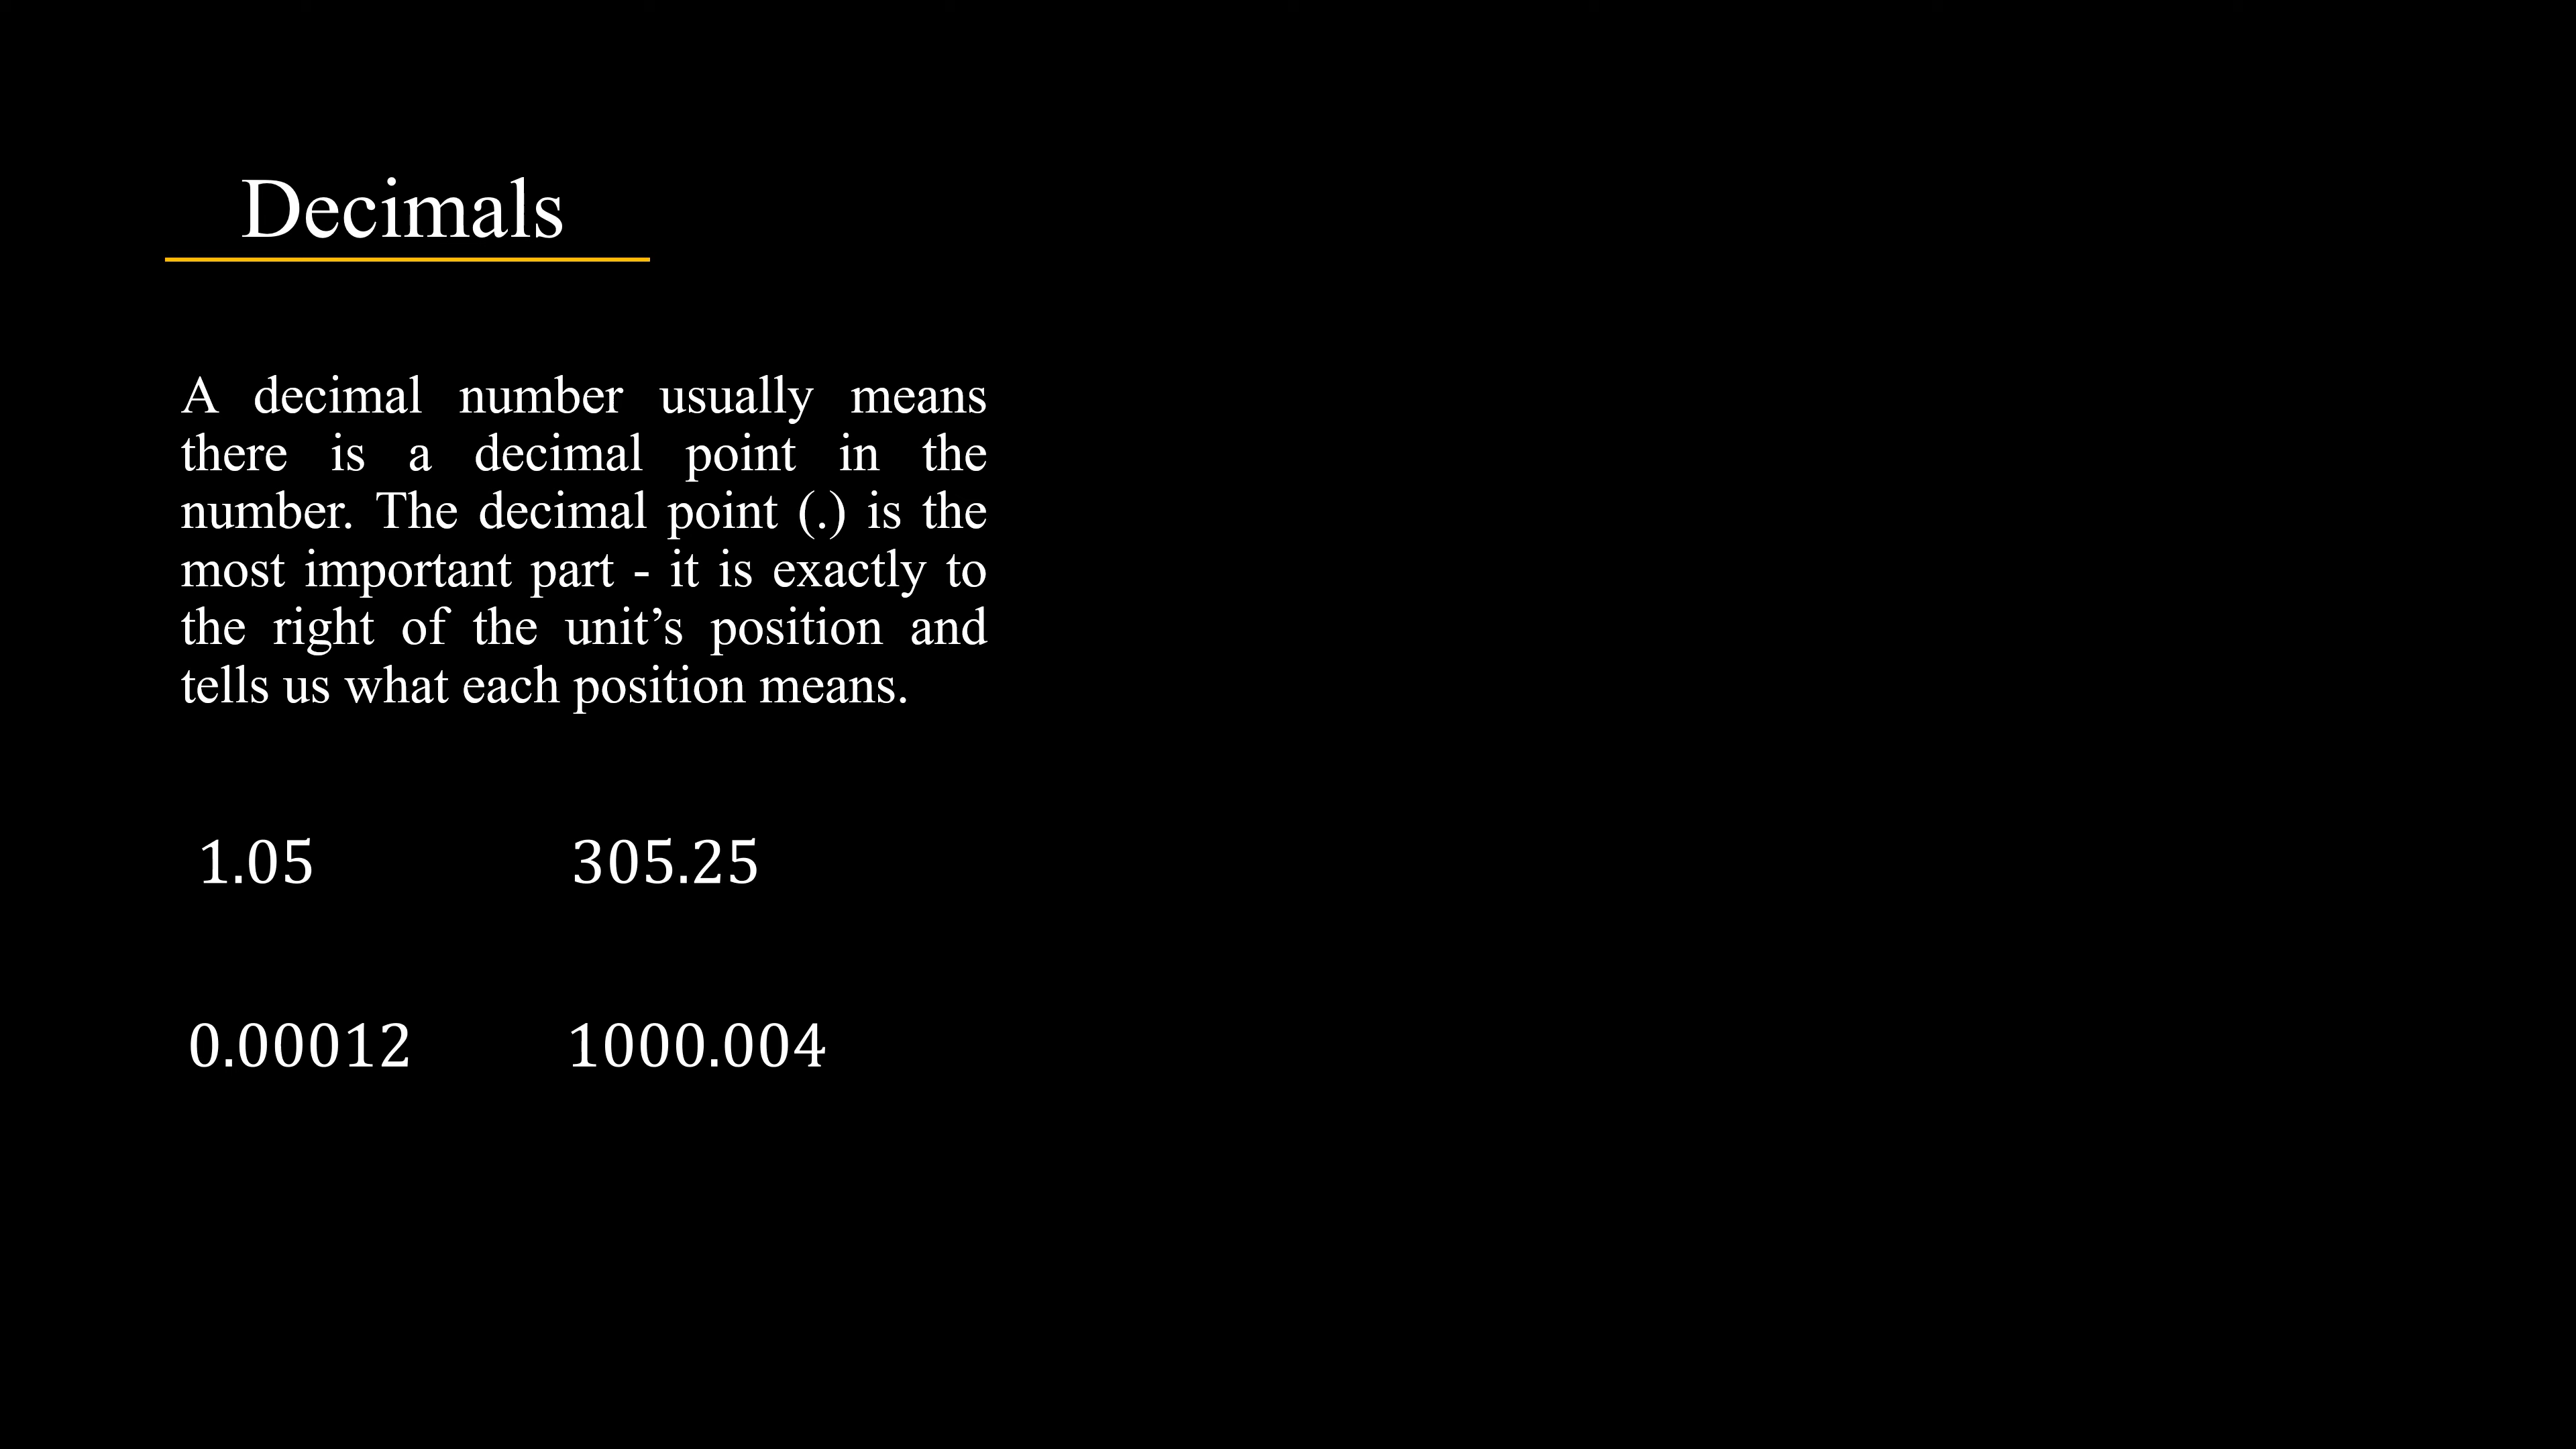 Decimals
A decimal number usually means
there is a decimal point in the
number. The decimal point (.) is the
most important part - it is exactly to
the right of the unit’s position and
tells us what each position means.
1.05 305.25
0.00012 1000.004